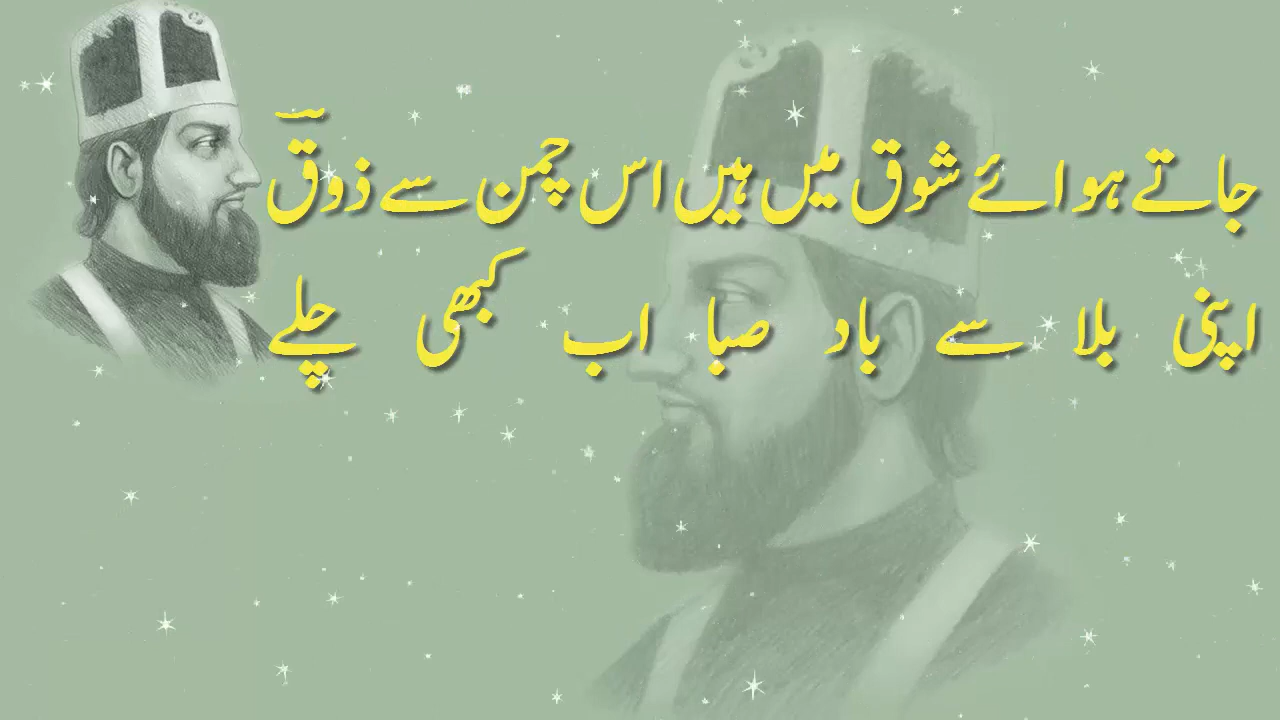 جاتے ہوائے شوق میں ہیں اس چمن سے ذوقؔ
اپنی بلا سے باد صبا اب کبھی چلے